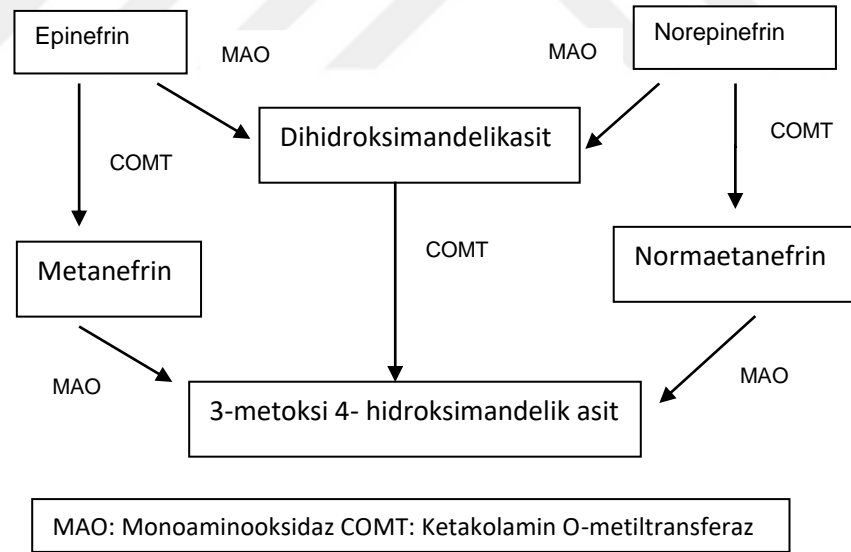 Epinefrin
Norepinefrin
MAO
MAO
Dihidroksimandelikasit
COMT
COMT
COMT
Metanefrin
Normaetanefrin
MAO
MAO
3-metoksi 4- hidroksimandelik asit
MAO: Monoaminooksidaz COMT: Ketakolamin O-metiltransferaz